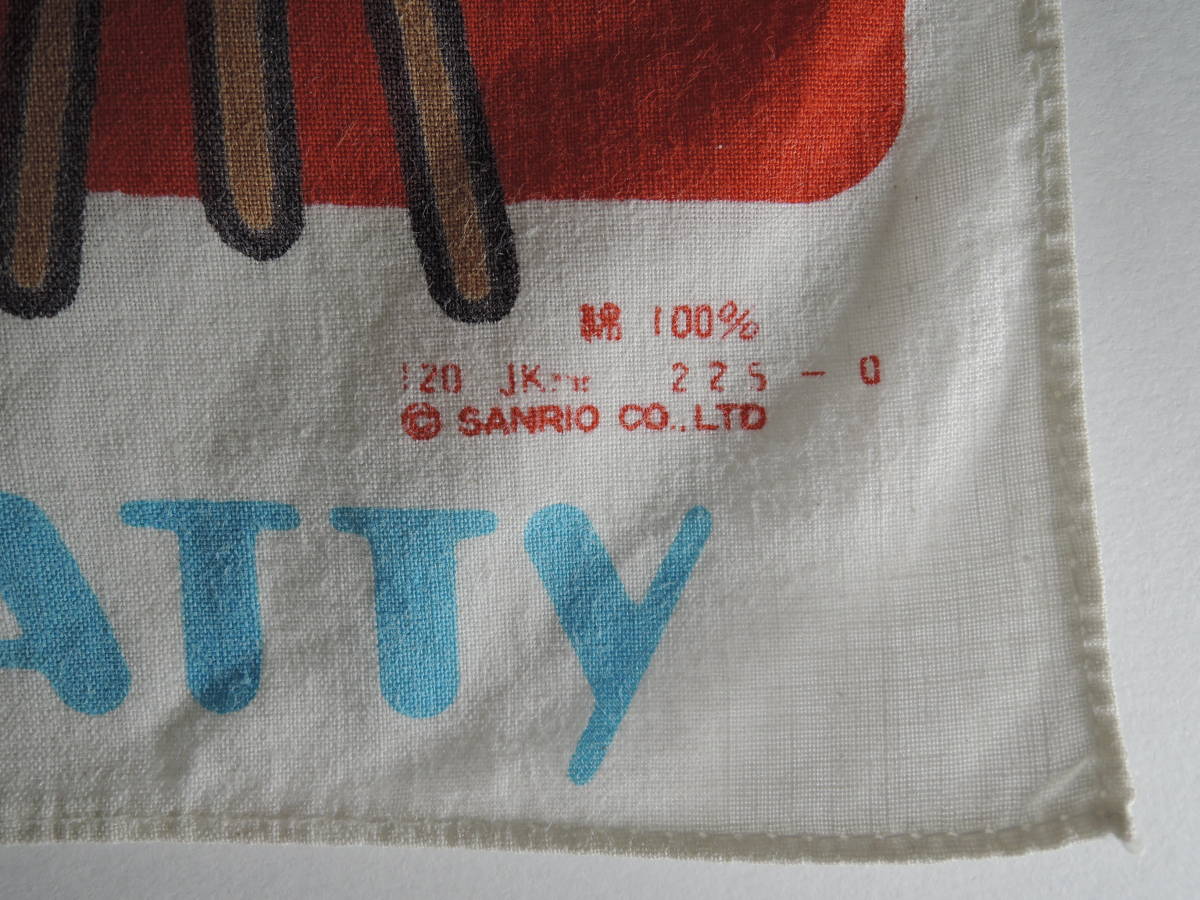 綿 100%
120 JK 225-0
© SANRIO CO.,LTD
ATTY